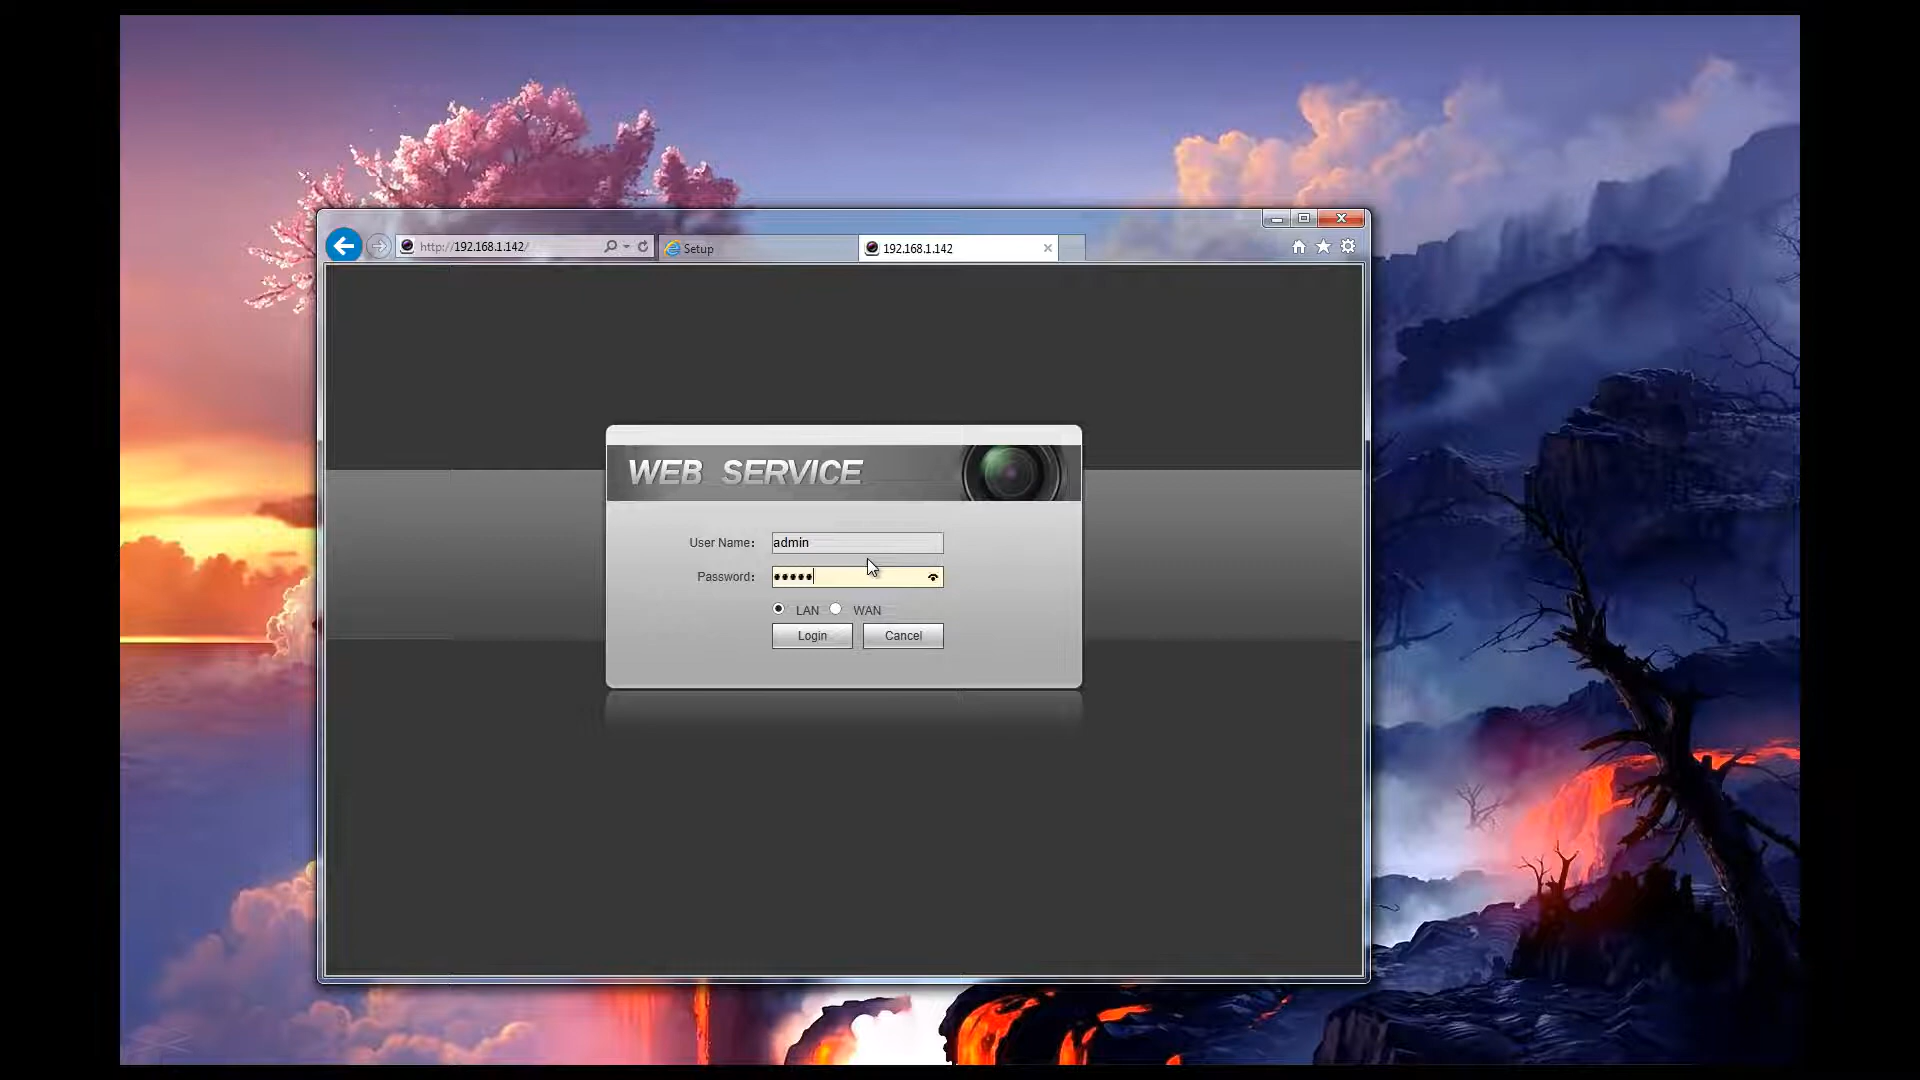 http://192.168.1.142/
Setup
192.168.1.142
WEB SERVICE
User Name:
admin
Password:
•••••
LAN
WAN
Login
Cancel